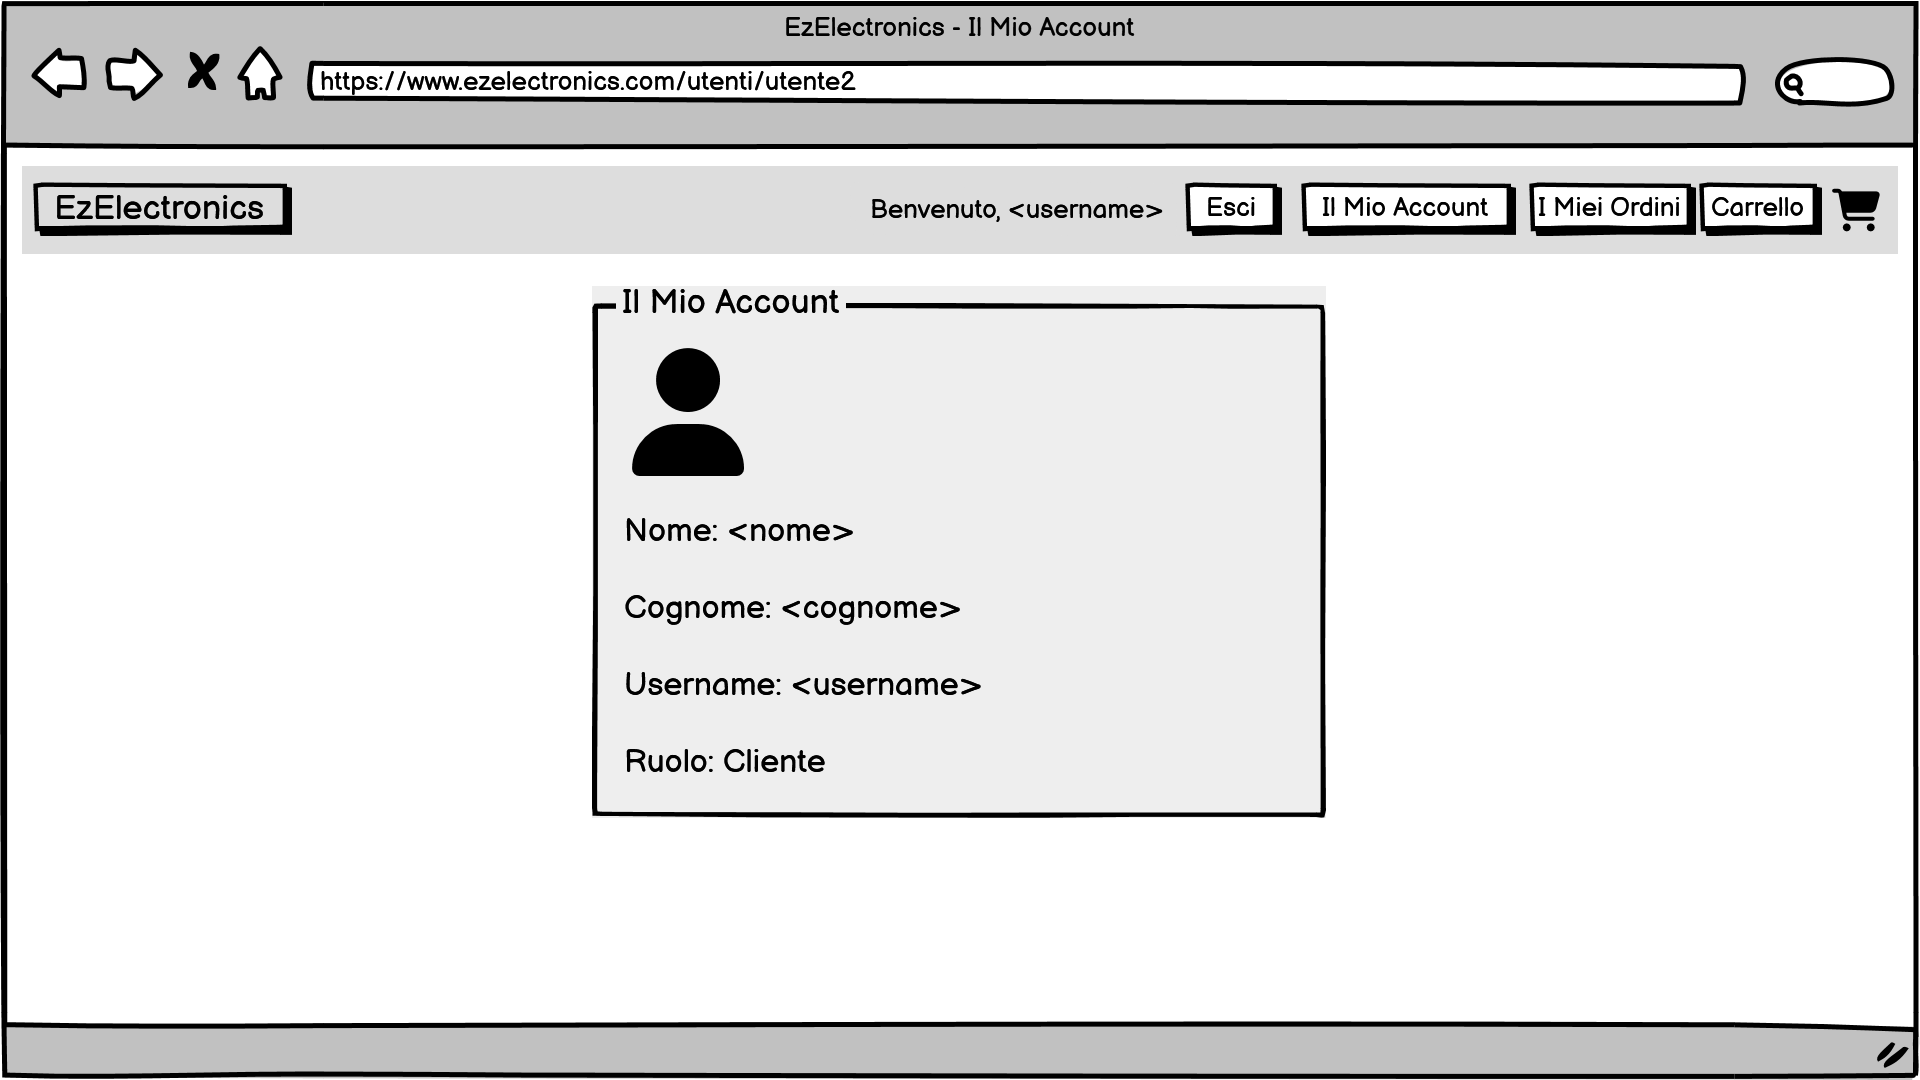 EzElectronics - Il Mio Account
https://www.ezelectronics.com/utenti/utente2
EzElectronics
Benvenuto, <username>
Esci
Il Mio Account
I Miei Ordini
Carrello
Il Mio Account
Nome: <nome>
Cognome: <cognome>
Username: <username>
Ruolo: Cliente